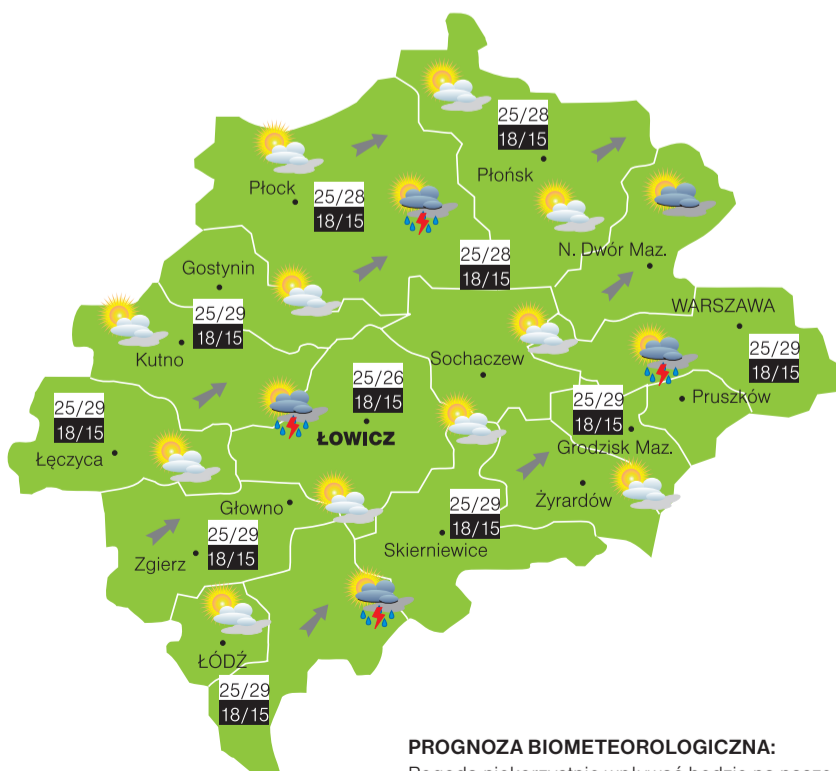 25/28
18/15
Płońsk
Płock
25/28
18/15
N. Dwór Maz.
25/28
18/15
Gostynin
WARSZAWA
25/29
18/15
Kutno
Sochaczew
25/29
18/15
25/26
18/15
Pruszków
25/29
18/15
25/29
18/15
ŁOWICZ
Grodzisk Maz.
Łęczyca
Żyrardów
Głowno
25/29
18/15
Skierniewice
25/29
18/15
Zgierz
ŁÓDŹ
25/29
18/15
PROGNOZA BIOMETEOROLOGICZNA: